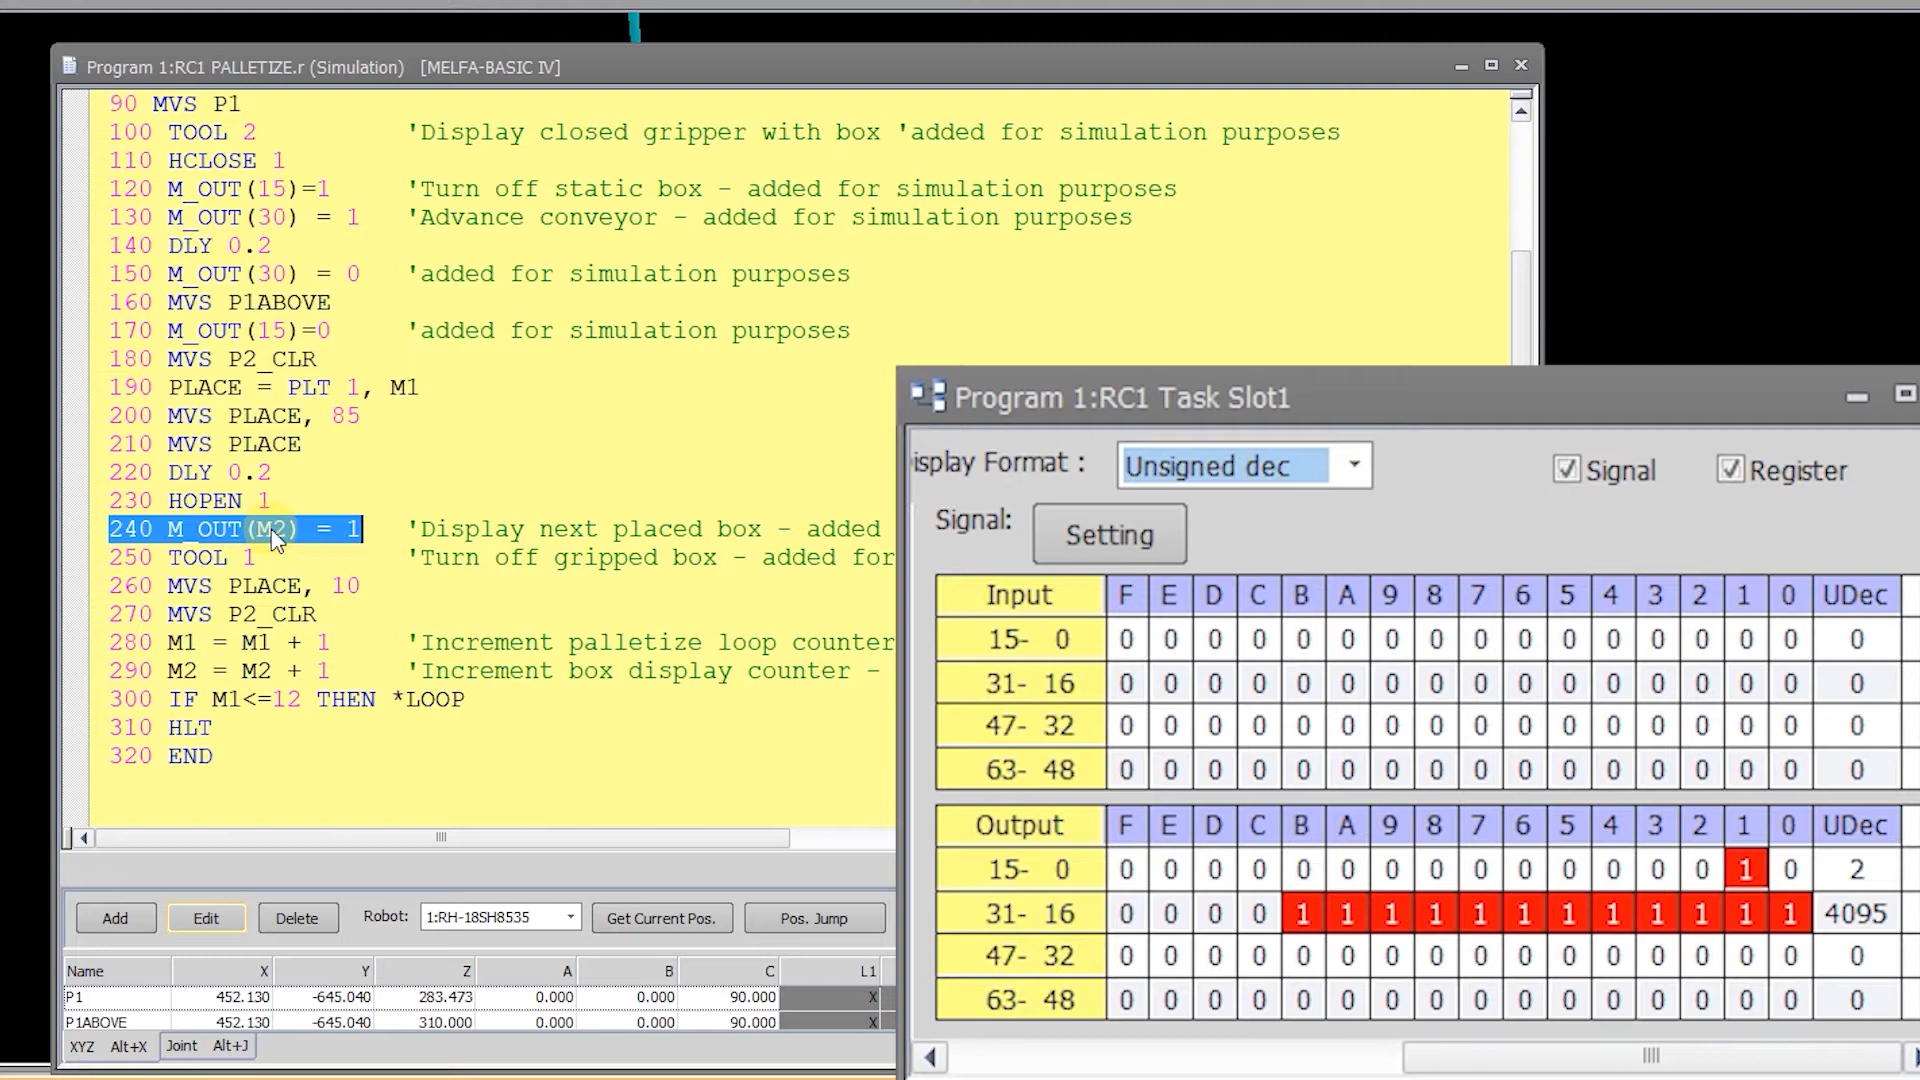 Program 1:RC1 PALLETIZE.r (Simulation) [MELFA-BASIC IV]
90 MVS P1
100 TOOL 2 'Display closed gripper with box 'added for simulation purposes
110 HCLOSE 1
120 M_OUT(15)=1 'Turn off static box - added for simulation purposes
130 M_OUT(30) = 1 'Advance conveyor - added for simulation purposes
140 DLY 0.2
150 M_OUT(30) = 0 'added for simulation purposes
160 MVS P1ABOVE
170 M_OUT(15)=0 'added for simulation purposes
180 MVS P2_CLR
190 PLACE = PLT 1, M1
200 MVS PLACE, 85
210 MVS PLACE
220 DLY 0.2
230 HOPEN 1
240 M_OUT(M2) = 1 'Display next placed box - added
250 TOOL 1 'Turn off gripped box - added for
260 MVS PLACE, 10
270 MVS P2_CLR
280 M1 = M1 + 1 'Increment palletize loop counter
290 M2 = M2 + 1 'Increment box display counter -
300 IF M1<=12 THEN *LOOP
310 HLT
320 END
Add Edit Delete Robot: 1:RH-18SH8535 Get Current Pos. Pos. Jump
Name X Y Z A B C L1
P1 452.130 -645.040 283.473 0.000 0.000 90.000 X
P1ABOVE 452.130 -645.040 310.000 0.000 0.000 90.000 X
XYZ Alt+X Joint Alt+J
Program 1:RC1 Task Slot1
isplay Format : Unsigned dec Signal Register
Signal: Setting
Input F E D C B A 9 8 7 6 5 4 3 2 1 0 UDec
15- 0 0 0 0 0 0 0 0 0 0 0 0 0 0 0 0 0 0
31- 16 0 0 0 0 0 0 0 0 0 0 0 0 0 0 0 0 0
47- 32 0 0 0 0 0 0 0 0 0 0 0 0 0 0 0 0 0
63- 48 0 0 0 0 0 0 0 0 0 0 0 0 0 0 0 0 0
Output F E D C B A 9 8 7 6 5 4 3 2 1 0 UDec
15- 0 0 0 0 0 0 0 0 0 0 0 0 0 0 0 1 0 2
31- 16 0 0 0 0 1 1 1 1 1 1 1 1 1 1 1 1 4095
47- 32 0 0 0 0 0 0 0 0 0 0 0 0 0 0 0 0 0
63- 48 0 0 0 0 0 0 0 0 0 0 0 0 0 0 0 0 0